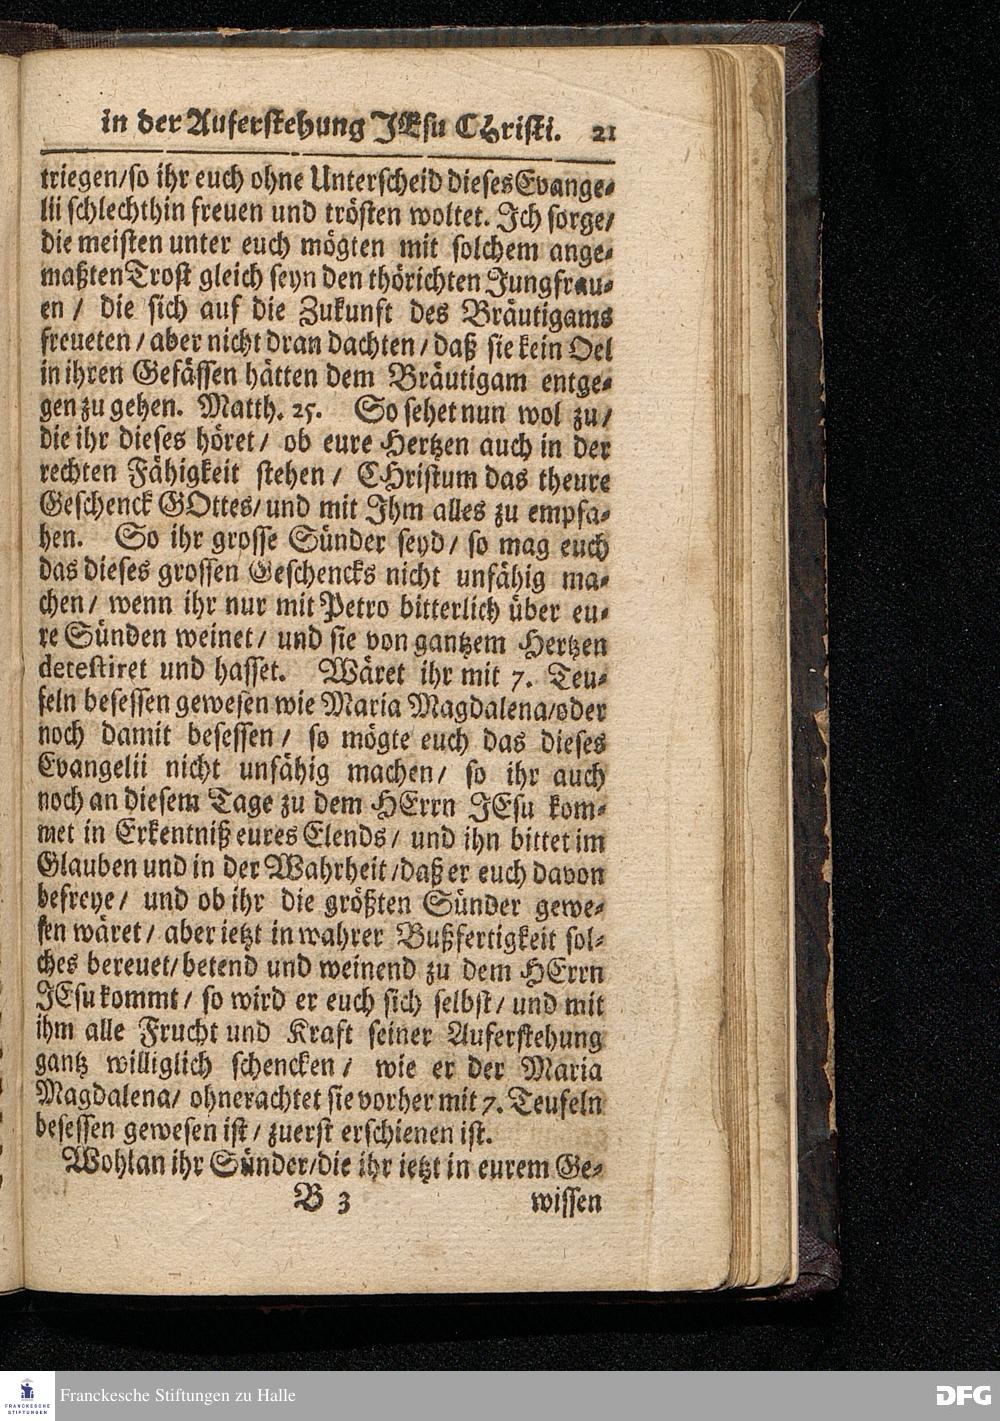 in der Auferstehung JEsu Christi. 21
triegen/so ihr euch ohne Unterscheid dieses Evange-
lii schlechthin freuen und trösten woltet. Ich sorge/
die meisten unter euch mögten mit solchem ange-
maßten Trost gleich seyn den thörichten Jungfrau-
en / die sich auf die Zukunft des Bräutigams
freueten / aber nicht dran dachten / daß sie kein Oel
in ihren Gefässen hätten dem Bräutigam entge-
gen zu gehen. Matth. 25. So sehet nun wol zu/
die ihr dieses höret/ ob eure Hertzen auch in der
rechten Fähigkeit stehen / CHristum das theure
Geschenck GOttes/ und mit Ihm alles zu empfa-
hen. So ihr grosse Sünder seyd/ so mag euch
das dieses grossen Geschencks nicht unfähig ma-
chen/ wenn ihr nur mit Petro bitterlich über eu-
re Sünden weinet/ und sie von gantzem Hertzen
detestiret und hasset. Wäret ihr mit 7. Teu-
feln besessen gewesen wie Maria Magdalena/oder
noch damit besessen / so mögte euch das dieses
Evangelii nicht unfähig machen/ so ihr auch
noch an diesem Tage zu dem HErrn JEsu kom-
met in Erkentniß eures Elends / und ihn bittet im
Glauben und in der Wahrheit /daß er euch davon
befreye/ und ob ihr die größten Sünder gewe-
sen wäret / aber ietzt in wahrer Bußfertigkeit sol-
ches bereuet/betend und weinend zu dem HErrn
JEsu kommt / so wird er euch sich selbst/ und mit
ihm alle Frucht und Kraft seiner Auferstehung
gantz williglich schencken / wie er der Maria
Magdalena/ ohnerachtet sie vorher mit 7. Teufeln
besessen gewesen ist / zuerst erschienen ist.
Wohlan ihr Sünder/die ihr ietzt in eurem Ge-
B 3 wissen
FRANCKESCHE
STIFTUNGEN
Franckesche Stiftungen zu Halle
DFG